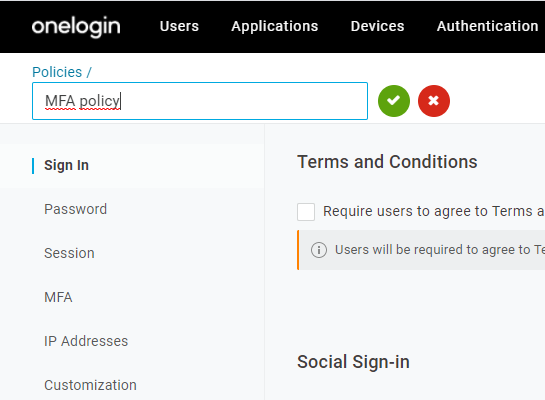 onelogin Users Applications Devices Authentication
Policies /
MFA policy
Sign In
Password
Session
MFA
IP Addresses
Customization
Terms and Conditions
Require users to agree to Terms a
Users will be required to agree to Te
Social Sign-in